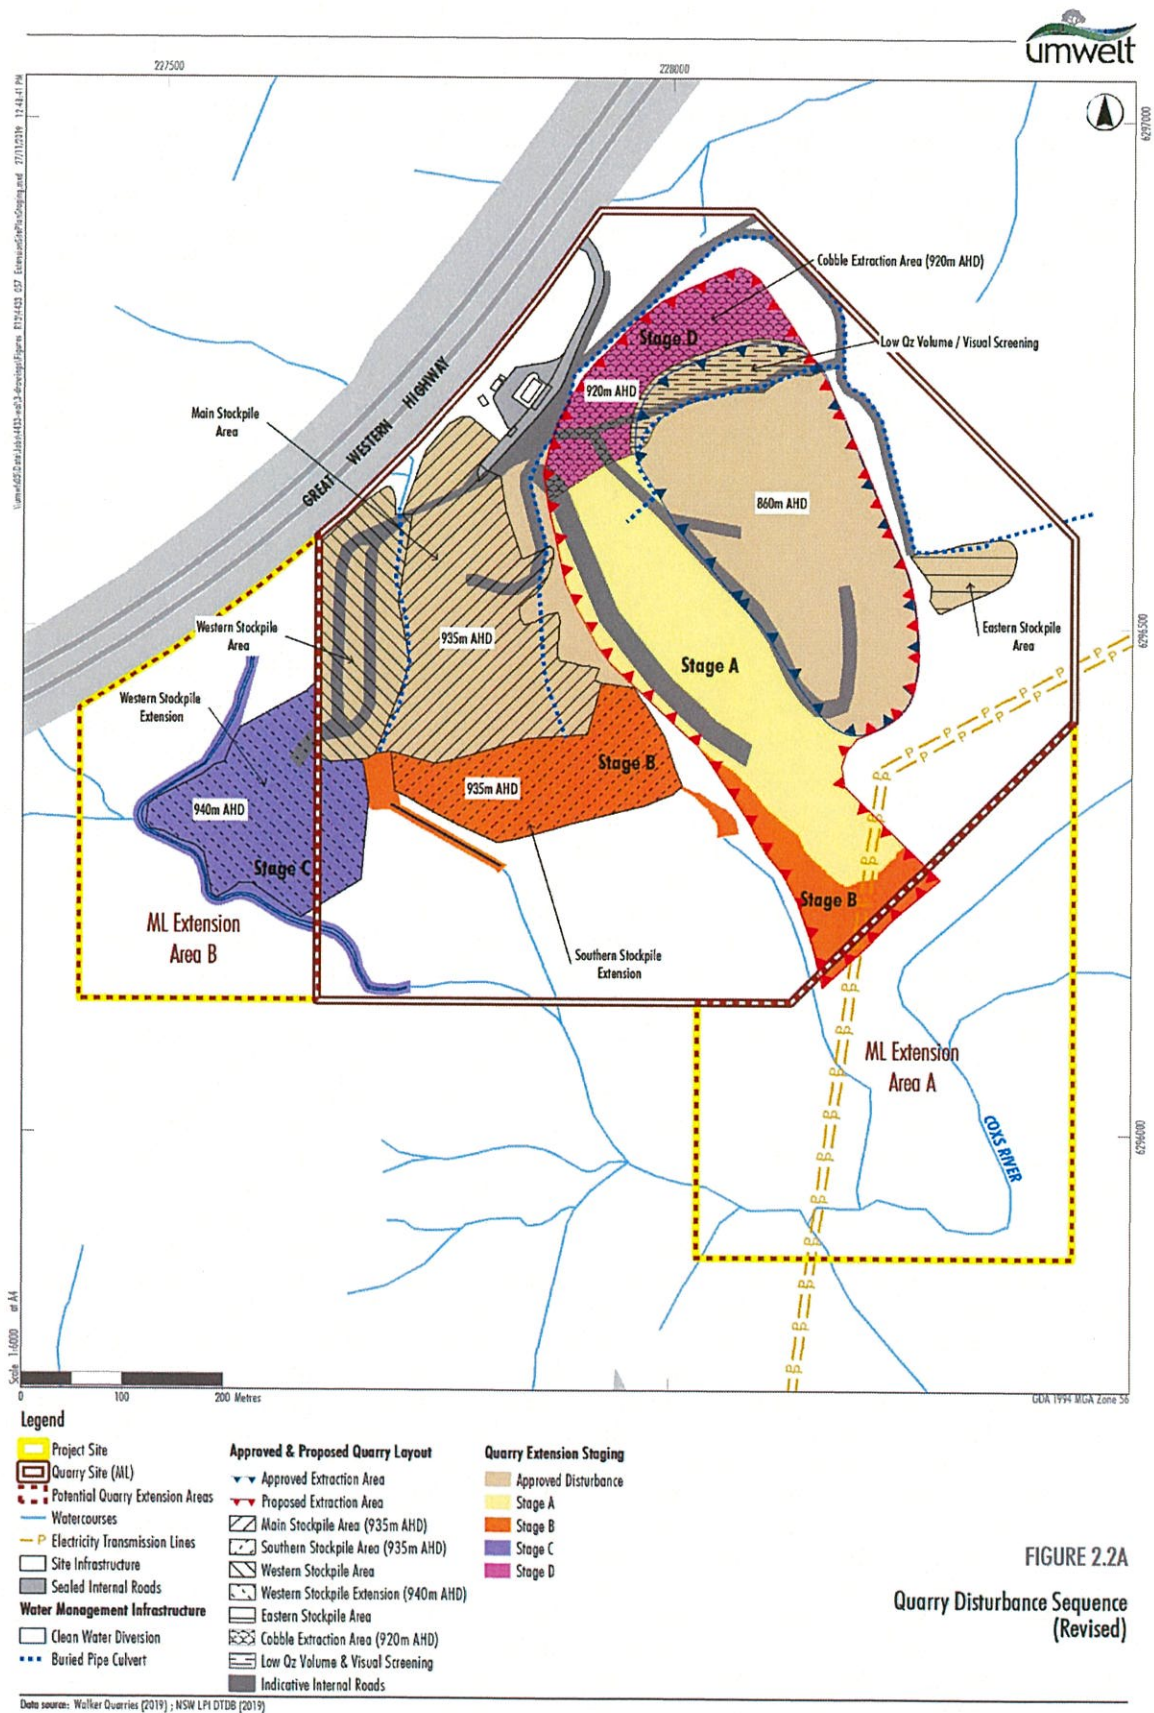 umwelt
227500
228000
6297000
Cobble Extraction Area (920m AHD)
Stage D
Low Qz Volume / Visual Screening
920m AHD
GREAT WESTERN HIGHWAY
Main Stockpile
Area
860m AHD
6296500
Western Stockpile
Area
935m AHD
Eastern Stockpile
Area
Stage A
Western Stockpile
Extension
Stage B
935m AHD
940m AHD
Stage C
Stage B
ML Extension
Area B
Southern Stockpile
Extension
ML Extension
Area A
COXS RIVER
6296000
Scale 1:6000 at A4
0 100 200 Metres
GDA 1994 MGA Zone 56
Legend
Project Site
Quarry Site (ML)
Potential Quarry Extension Areas
Watercourses
P Electricity Transmission Lines
Site Infrastructure
Sealed Internal Roads
Water Management Infrastructure
Clean Water Diversion
Buried Pipe Culvert
Approved & Proposed Quarry Layout
Approved Extraction Area
Proposed Extraction Area
Main Stockpile Area (935m AHD)
Southern Stockpile Area (935m AHD)
Western Stockpile Area
Western Stockpile Extension (940m AHD)
Eastern Stockpile Area
Cobble Extraction Area (920m AHD)
Low Qz Volume & Visual Screening
Indicative Internal Roads
Quarry Extension Staging
Approved Disturbance
Stage A
Stage B
Stage C
Stage D
FIGURE 2.2A
Quarry Disturbance Sequence
(Revised)
Data source: Walker Quarries (2019) ; NSW LPI DTDB (2019)